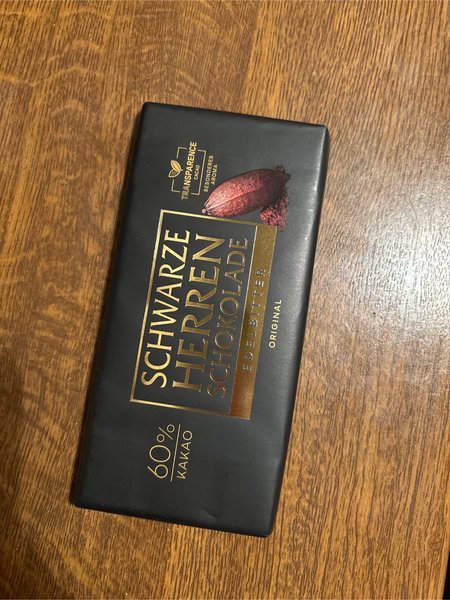 TRANSPARENCE
CACAO
BESONDERES
AROMA
SCHWARZE
HERREN
SCHOKOLADE
EDELBITTER
ORIGINAL
60%
KAKAO